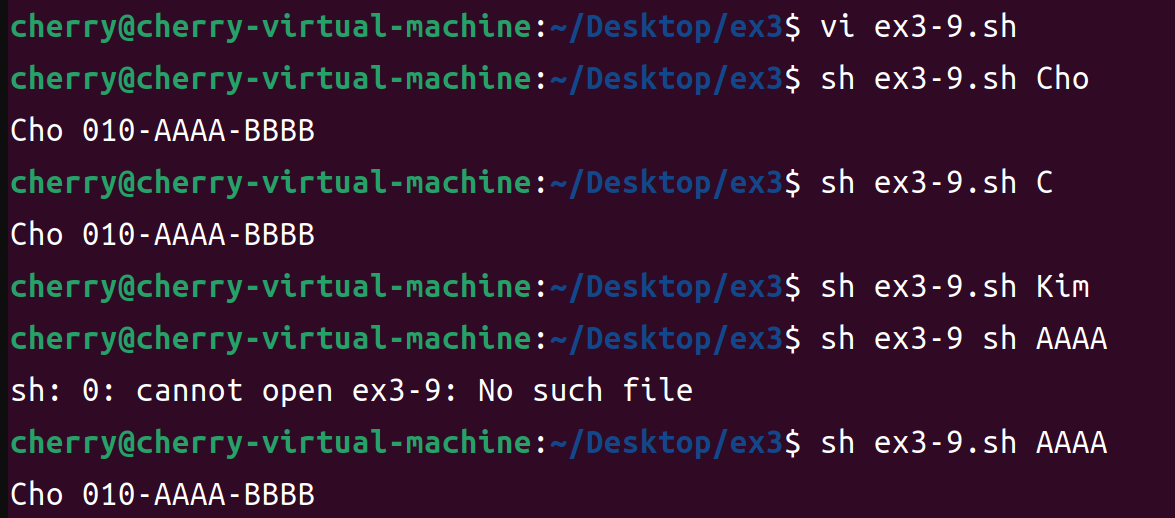 cherry@cherry-virtual-machine:~/Desktop/ex3$ vi ex3-9.sh
cherry@cherry-virtual-machine:~/Desktop/ex3$ sh ex3-9.sh Cho
Cho 010-AAAA-BBBB
cherry@cherry-virtual-machine:~/Desktop/ex3$ sh ex3-9.sh C
Cho 010-AAAA-BBBB
cherry@cherry-virtual-machine:~/Desktop/ex3$ sh ex3-9.sh Kim
cherry@cherry-virtual-machine:~/Desktop/ex3$ sh ex3-9 sh AAAA
sh: 0: cannot open ex3-9: No such file
cherry@cherry-virtual-machine:~/Desktop/ex3$ sh ex3-9.sh AAAA
Cho 010-AAAA-BBBB